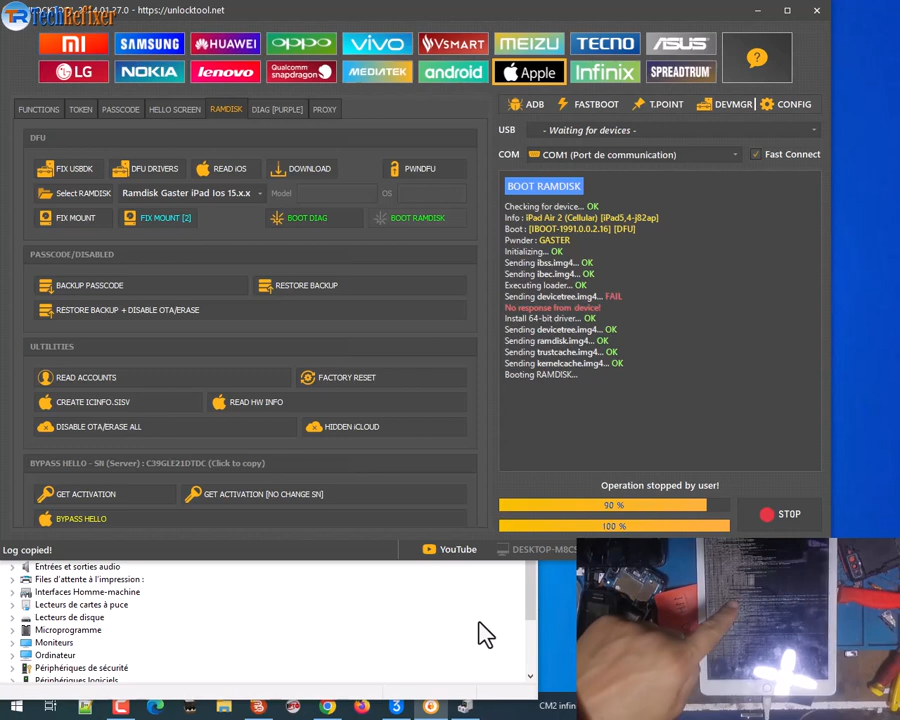 TechRefixer
.14.01.27.0 - https://unlocktool.net
mi SAMSUNG HUAWEI oppo vivo VSMART MEIZU TECNO ASUS
LG NOKIA lenovo Qualcomm snapdragon MEDIATEK android Apple Infinix SPREADTRUM ?
FUNCTIONS TOKEN PASSCODE HELLO SCREEN RAMDISK DIAG [PURPLE] PROXY
ADB FASTBOOT T.POINT DEVMGR CONFIG
DFU
USB - Waiting for devices -
COM COM1 (Port de communication) Fast Connect
FIX USBDK DFU DRIVERS READ iOS DOWNLOAD PWNDFU
Select RAMDISK Ramdisk Gaster iPad Ios 15.x.x Model OS
FIX MOUNT FIX MOUNT [2] BOOT DIAG BOOT RAMDISK
PASSCODE/DISABLED
BACKUP PASSCODE RESTORE BACKUP
RESTORE BACKUP + DISABLE OTA/ERASE
ULTILITIES
READ ACCOUNTS FACTORY RESET
CREATE ICINFO.SISV READ HW INFO
DISABLE OTA/ERASE ALL HIDDEN iCLOUD
BYPASS HELLO - SN (Server) : C39GLE21DTDC (Click to copy)
GET ACTIVATION GET ACTIVATION [NO CHANGE SN]
BYPASS HELLO
BOOT RAMDISK
Checking for device... OK
Info : iPad Air 2 (Cellular) [iPad5,4-j82ap]
Boot : [IBOOT-1991.0.0.2.16] [DFU]
Pwnder : GASTER
Initializing... OK
Sending ibss.img4... OK
Sending ibec.img4... OK
Executing loader... OK
Sending devicetree.img4... FAIL
No response from device!
Install 64-bit driver... OK
Sending devicetree.img4... OK
Sending ramdisk.img4... OK
Sending trustcache.img4... OK
Sending kernelcache.img4... OK
Booting RAMDISK...
Operation stopped by user!
90 %
100 %
STOP
Log copied! YouTube DESKTOP-M8C
Entrées et sorties audio
Files d'attente à l'impression :
Interfaces Homme-machine
Lecteurs de cartes à puce
Lecteurs de disque
Microprogramme
Moniteurs
Ordinateur
Périphériques de sécurité
Périphériques logiciels
CM2 infin